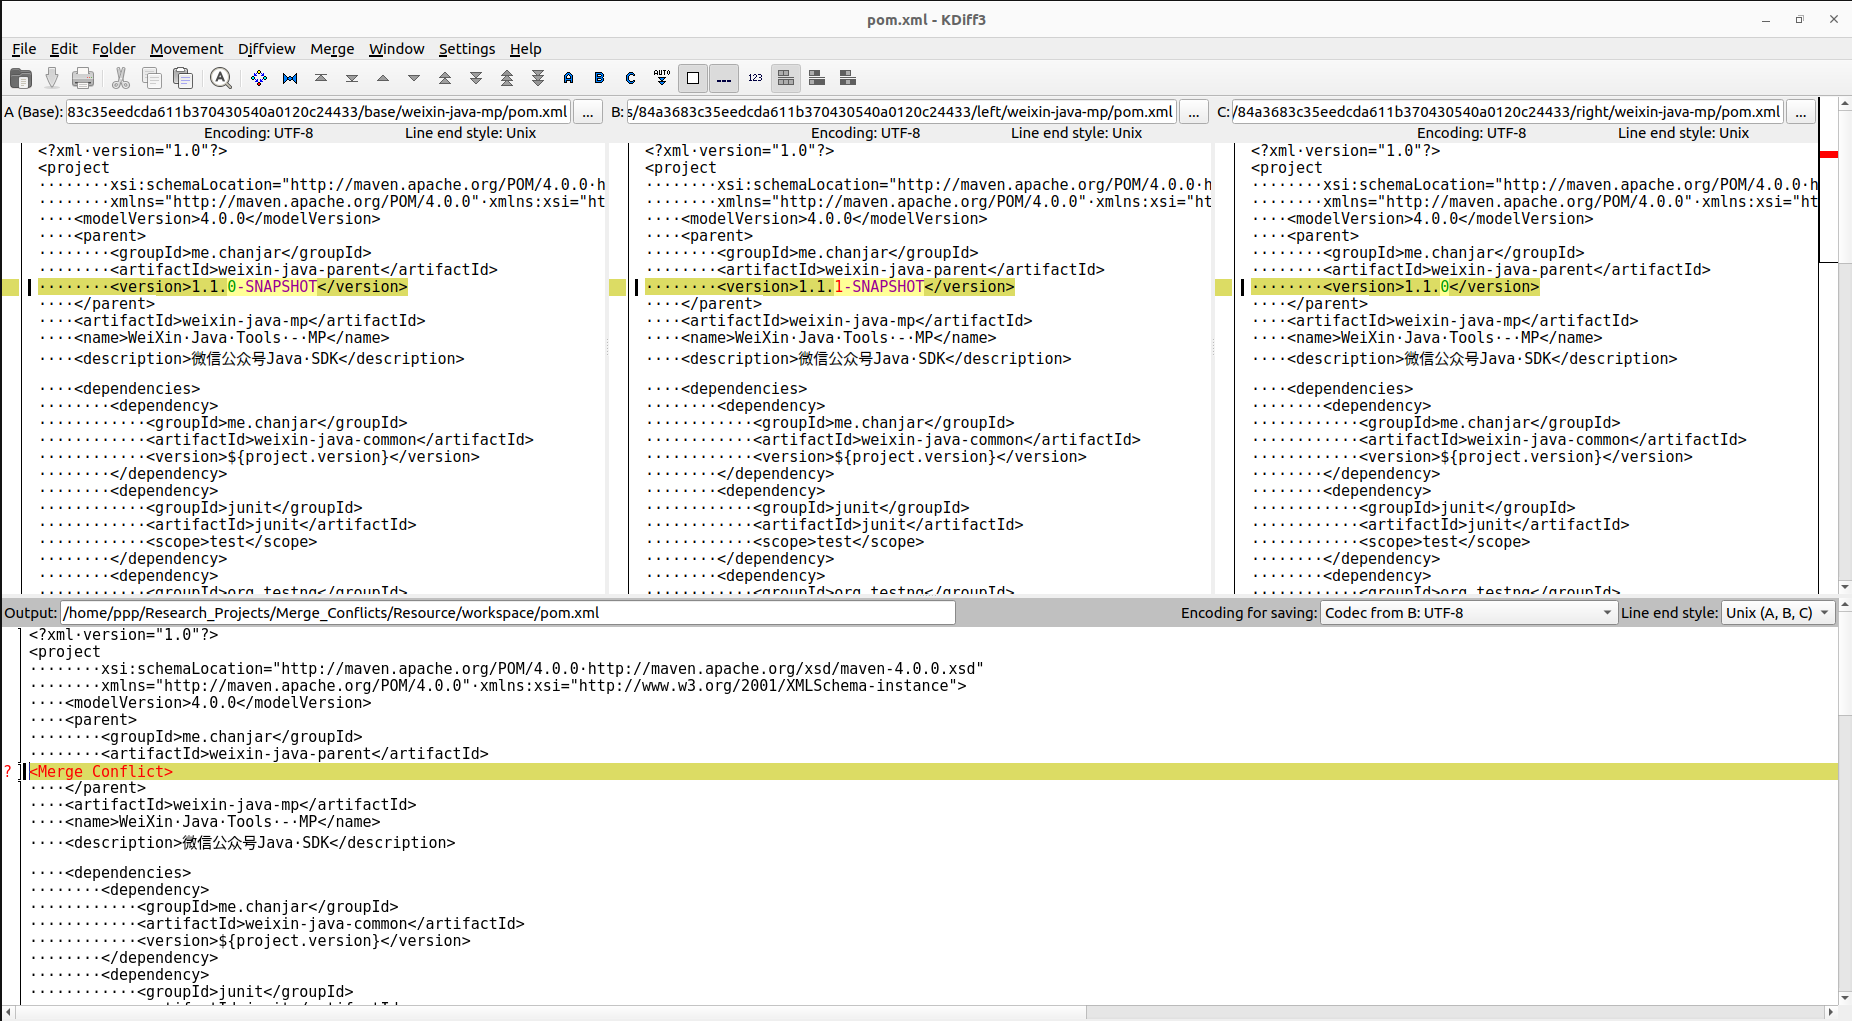 pom.xml - KDiff3
File Edit Folder Movement Diffview Merge Window Settings Help
A B C AUTO 123
A (Base): 83c35eedcda611b370430540a0120c24433/base/weixin-java-mp/pom.xml ...
Encoding: UTF-8 Line end style: Unix
<?xml·version="1.0"?>
<project
········xsi:schemaLocation="http://maven.apache.org/POM/4.0.0·h
········xmlns="http://maven.apache.org/POM/4.0.0"·xmlns:xsi="ht
····<modelVersion>4.0.0</modelVersion>
····<parent>
········<groupId>me.chanjar</groupId>
········<artifactId>weixin-java-parent</artifactId>
········<version>1.1.0-SNAPSHOT</version>
····</parent>
····<artifactId>weixin-java-mp</artifactId>
····<name>WeiXin·Java·Tools·-·MP</name>
····<description>微信公众号Java·SDK</description>
····<dependencies>
········<dependency>
············<groupId>me.chanjar</groupId>
············<artifactId>weixin-java-common</artifactId>
············<version>${project.version}</version>
········</dependency>
········<dependency>
············<groupId>junit</groupId>
············<artifactId>junit</artifactId>
············<scope>test</scope>
········</dependency>
········<dependency>
············<groupId>org.testng</groupId>
B: s/84a3683c35eedcda611b370430540a0120c24433/left/weixin-java-mp/pom.xml ...
Encoding: UTF-8 Line end style: Unix
<?xml·version="1.0"?>
<project
········xsi:schemaLocation="http://maven.apache.org/POM/4.0.0·h
········xmlns="http://maven.apache.org/POM/4.0.0"·xmlns:xsi="ht
····<modelVersion>4.0.0</modelVersion>
····<parent>
········<groupId>me.chanjar</groupId>
········<artifactId>weixin-java-parent</artifactId>
········<version>1.1.1-SNAPSHOT</version>
····</parent>
····<artifactId>weixin-java-mp</artifactId>
····<name>WeiXin·Java·Tools·-·MP</name>
····<description>微信公众号Java·SDK</description>
····<dependencies>
········<dependency>
············<groupId>me.chanjar</groupId>
············<artifactId>weixin-java-common</artifactId>
············<version>${project.version}</version>
········</dependency>
········<dependency>
············<groupId>junit</groupId>
············<artifactId>junit</artifactId>
············<scope>test</scope>
········</dependency>
········<dependency>
············<groupId>org.testng</groupId>
C: /84a3683c35eedcda611b370430540a0120c24433/right/weixin-java-mp/pom.xml ...
Encoding: UTF-8 Line end style: Unix
<?xml·version="1.0"?>
<project
········xsi:schemaLocation="http://maven.apache.org/POM/4.0.0·h
········xmlns="http://maven.apache.org/POM/4.0.0"·xmlns:xsi="ht
····<modelVersion>4.0.0</modelVersion>
····<parent>
········<groupId>me.chanjar</groupId>
········<artifactId>weixin-java-parent</artifactId>
········<version>1.1.0</version>
····</parent>
····<artifactId>weixin-java-mp</artifactId>
····<name>WeiXin·Java·Tools·-·MP</name>
····<description>微信公众号Java·SDK</description>
····<dependencies>
········<dependency>
············<groupId>me.chanjar</groupId>
············<artifactId>weixin-java-common</artifactId>
············<version>${project.version}</version>
········</dependency>
········<dependency>
············<groupId>junit</groupId>
············<artifactId>junit</artifactId>
············<scope>test</scope>
········</dependency>
········<dependency>
············<groupId>org.testng</groupId>
Output: /home/ppp/Research_Projects/Merge_Conflicts/Resource/workspace/pom.xml Encoding for saving: Codec from B: UTF-8 Line end style: Unix (A, B, C)
<?xml·version="1.0"?>
<project
········xsi:schemaLocation="http://maven.apache.org/POM/4.0.0·http://maven.apache.org/xsd/maven-4.0.0.xsd"
········xmlns="http://maven.apache.org/POM/4.0.0"·xmlns:xsi="http://www.w3.org/2001/XMLSchema-instance">
····<modelVersion>4.0.0</modelVersion>
····<parent>
········<groupId>me.chanjar</groupId>
········<artifactId>weixin-java-parent</artifactId>
? <Merge Conflict>
····</parent>
····<artifactId>weixin-java-mp</artifactId>
····<name>WeiXin·Java·Tools·-·MP</name>
····<description>微信公众号Java·SDK</description>
····<dependencies>
········<dependency>
············<groupId>me.chanjar</groupId>
············<artifactId>weixin-java-common</artifactId>
············<version>${project.version}</version>
········</dependency>
········<dependency>
············<groupId>junit</groupId>